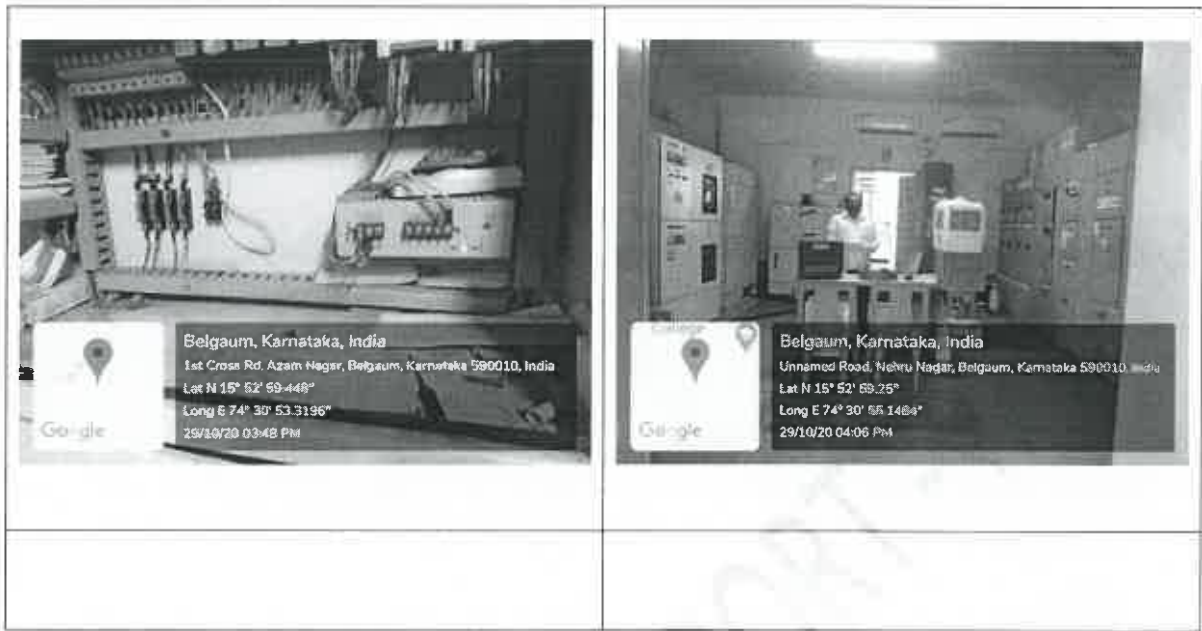 Belgaum, Karnataka, India
1st Cross Rd, Azam Nagar, Belgaum, Karnataka 590010, India
Lat N 15° 52' 59.448"
Long E 74° 30' 53.3196"
29/10/20 03:48 PM
Google
College
Belgaum, Karnataka, India
Unnamed Road, Nehru Nagar, Belgaum, Karnataka 590010, India
Lat N 15° 52' 59.25"
Long E 74° 30' 55.1484"
29/10/20 04:06 PM
Google
ORT